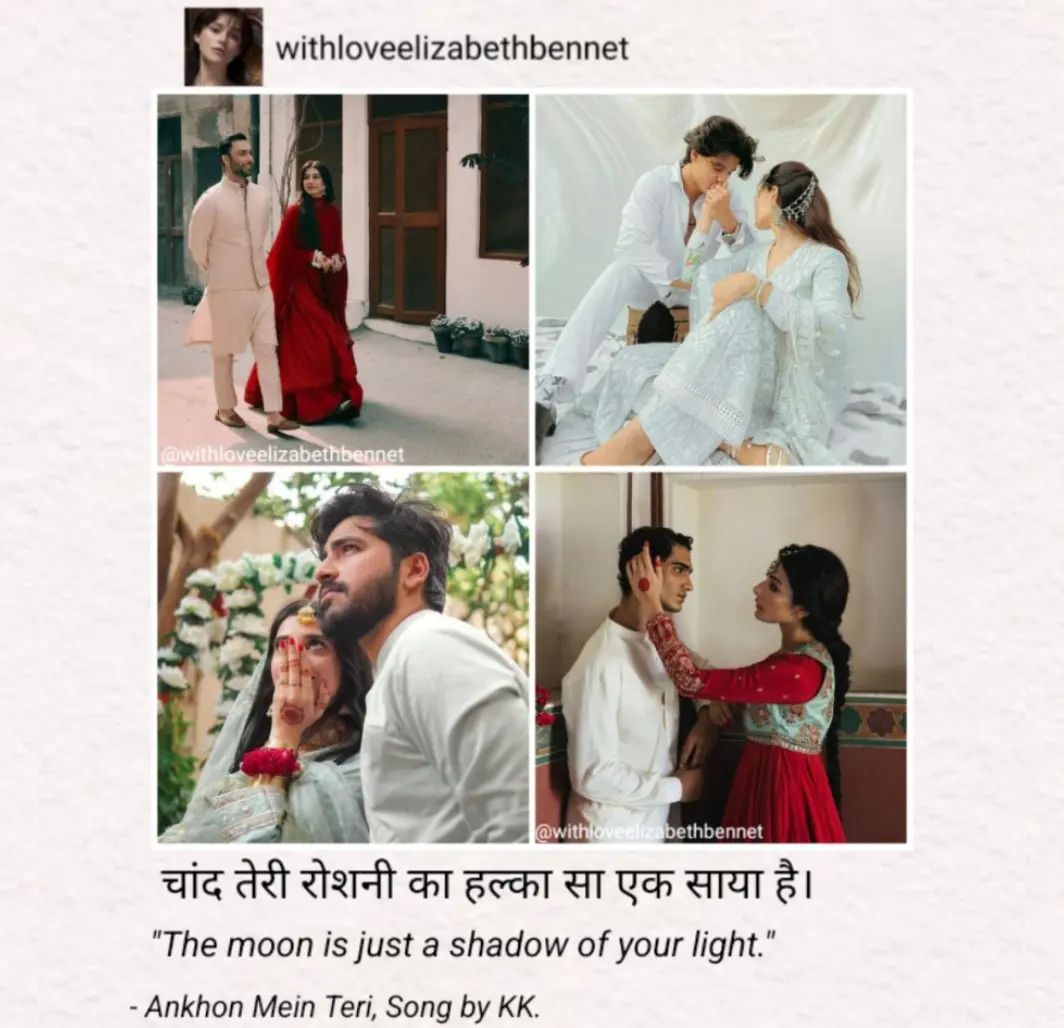 withloveelizabethbennet
@withloveelizabethbennet
@withloveelizabethbennet
चांद तेरी रोशनी का हल्का सा एक साया है।
"The moon is just a shadow of your light."
- Ankhon Mein Teri, Song by KK.